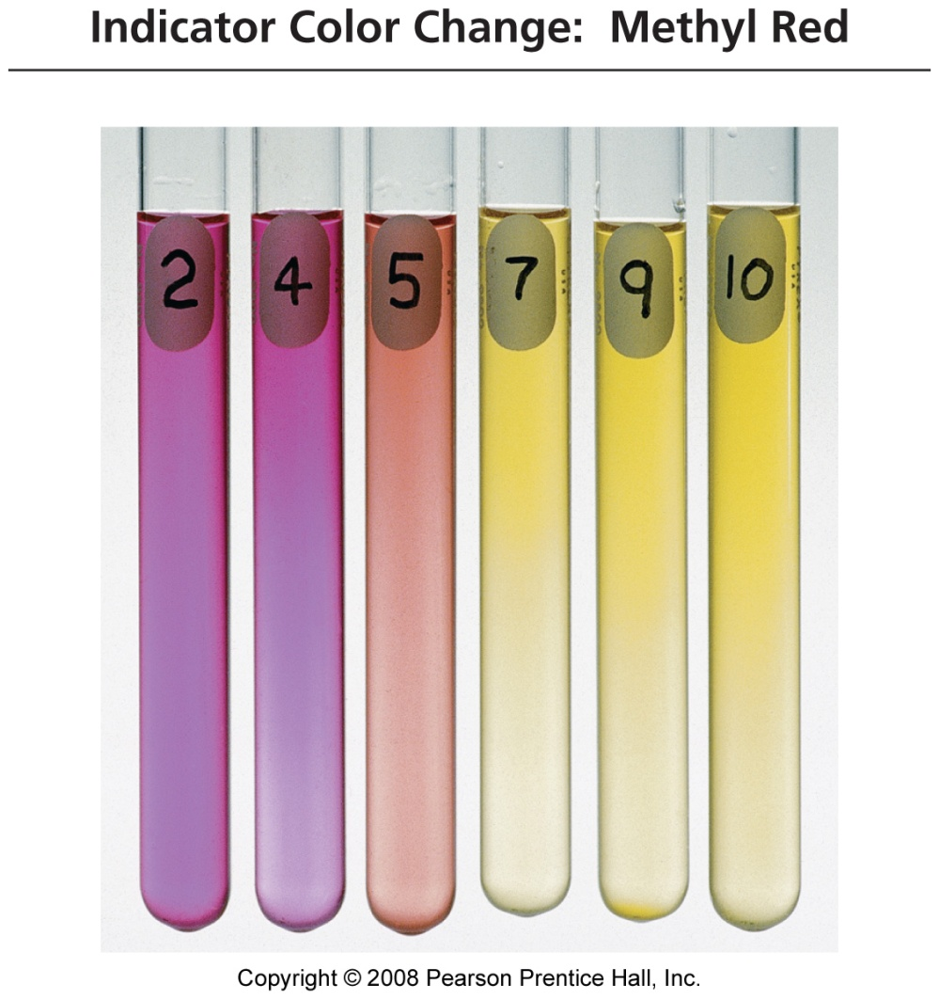 Indicator Color Change: Methyl Red
2 4 5 7 9 10
Copyright © 2008 Pearson Prentice Hall, Inc.